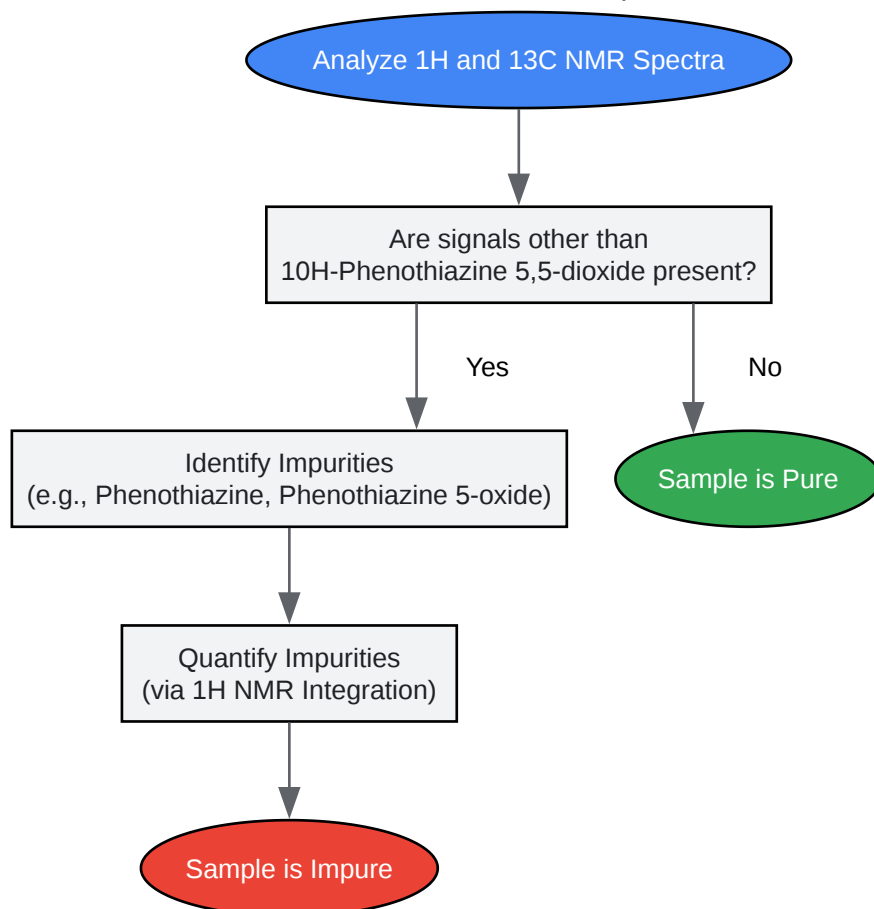 Analyze 1H and 13C NMR Spectra
Are signals other than
10H-Phenothiazine 5,5-dioxide present?
Yes
No
Identify Impurities
(e.g., Phenothiazine, Phenothiazine 5-oxide)
Sample is Pure
Quantify Impurities
(via 1H NMR Integration)
Sample is Impure